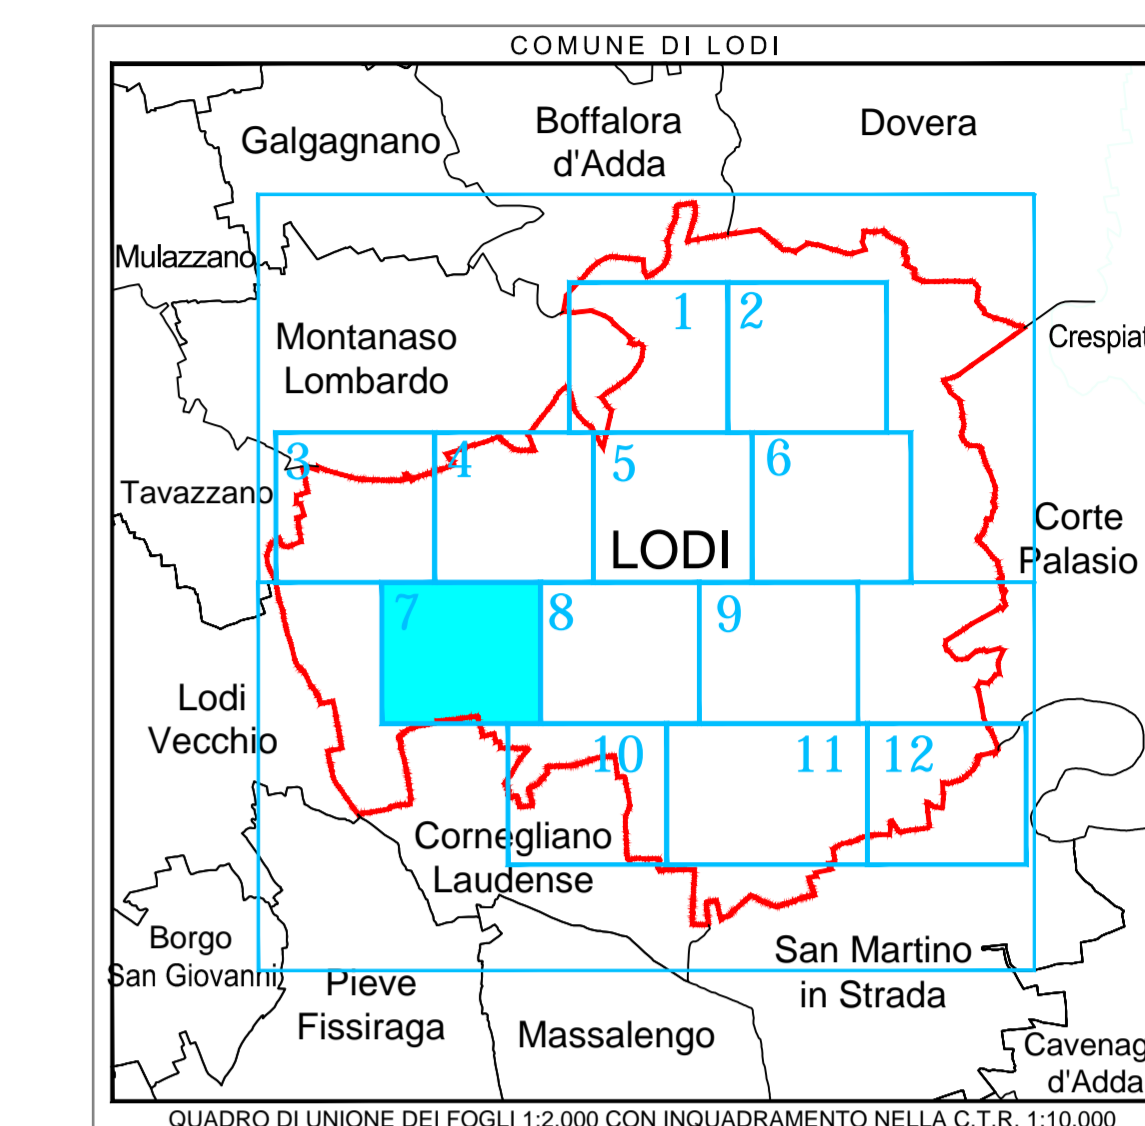 COMUNE DI LODI
Galgagnano
Boffalora
d'Adda
Dovera
Mulazzano
Montanaso
Lombardo
1
2
Crespiat
3
4
5
6
Tavazzano
LODI
Corte
Palasio
7
8
9
Lodi
Vecchio
10
11
12
Cornegliano
Laudense
Borgo
San Giovanni
Pieve
Fissiraga
Massalengo
San Martino
in Strada
Cavenag
d'Adda
QUADRO DI UNIONE DEI FOGLI 1:2.000 CON INQUADRAMENTO NELLA C.T.R. 1:10.000